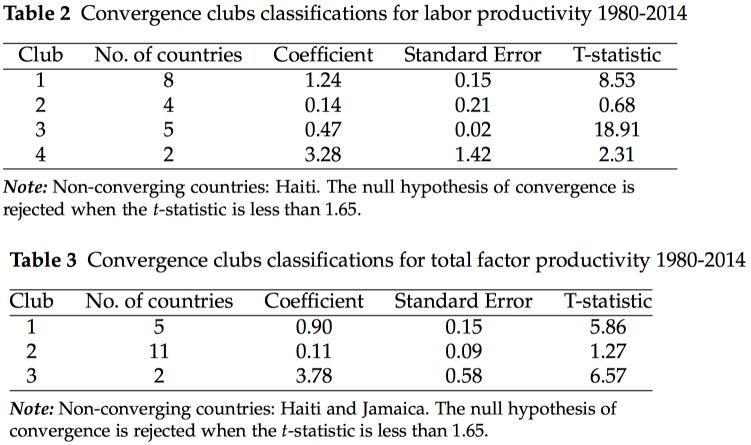 Table 2 Convergence clubs classifications for labor productivity 1980-2014
Club No. of countries Coefficient Standard Error T-statistic
1 8 1.24 0.15 8.53
2 4 0.14 0.21 0.68
3 5 0.47 0.02 18.91
4 2 3.28 1.42 2.31
Note: Non-converging countries: Haiti. The null hypothesis of convergence is
rejected when the t-statistic is less than 1.65.
Table 3 Convergence clubs classifications for total factor productivity 1980-2014
Club No. of countries Coefficient Standard Error T-statistic
1 5 0.90 0.15 5.86
2 11 0.11 0.09 1.27
3 2 3.78 0.58 6.57
Note: Non-converging countries: Haiti and Jamaica. The null hypothesis of
convergence is rejected when the t-statistic is less than 1.65.